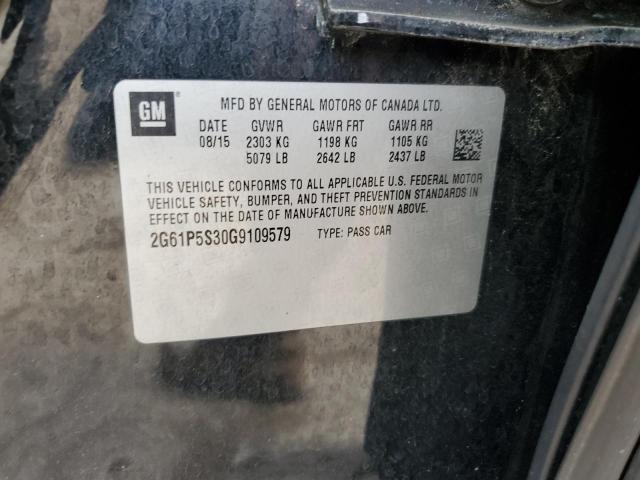 GM
MFD BY GENERAL MOTORS OF CANADA LTD.
DATE GVWR GAWR FRT GAWR RR
08/15 2303 KG 1198 KG 1105 KG
5079 LB 2642 LB 2437 LB
THIS VEHICLE CONFORMS TO ALL APPLICABLE U.S. FEDERAL MOTOR
VEHICLE SAFETY, BUMPER, AND THEFT PREVENTION STANDARDS IN
EFFECT ON THE DATE OF MANUFACTURE SHOWN ABOVE.
2G61P5S30G9109579 TYPE: PASS CAR